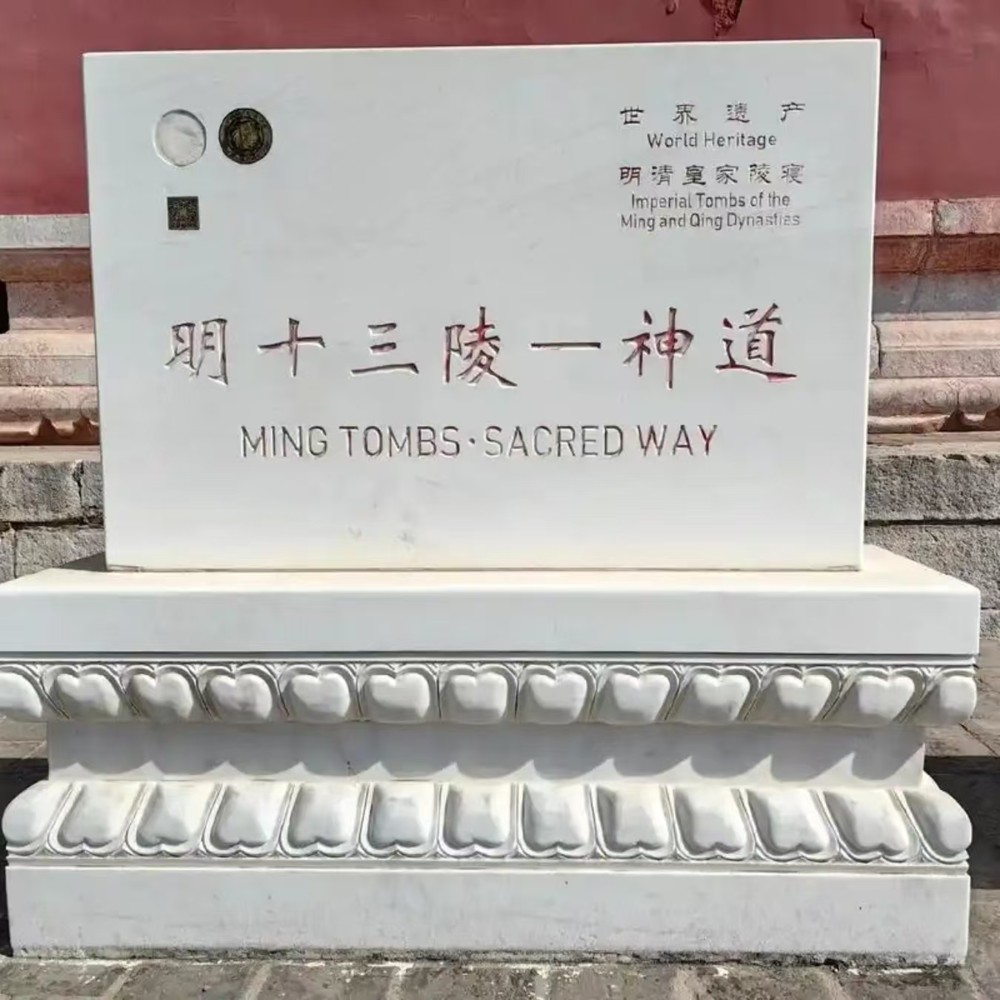 世界遗产
World Heritage
明清皇家陵寝
Imperial Tombs of the
Ming and Qing Dynasties
明十三陵一神道
MING TOMBS·SACRED WAY